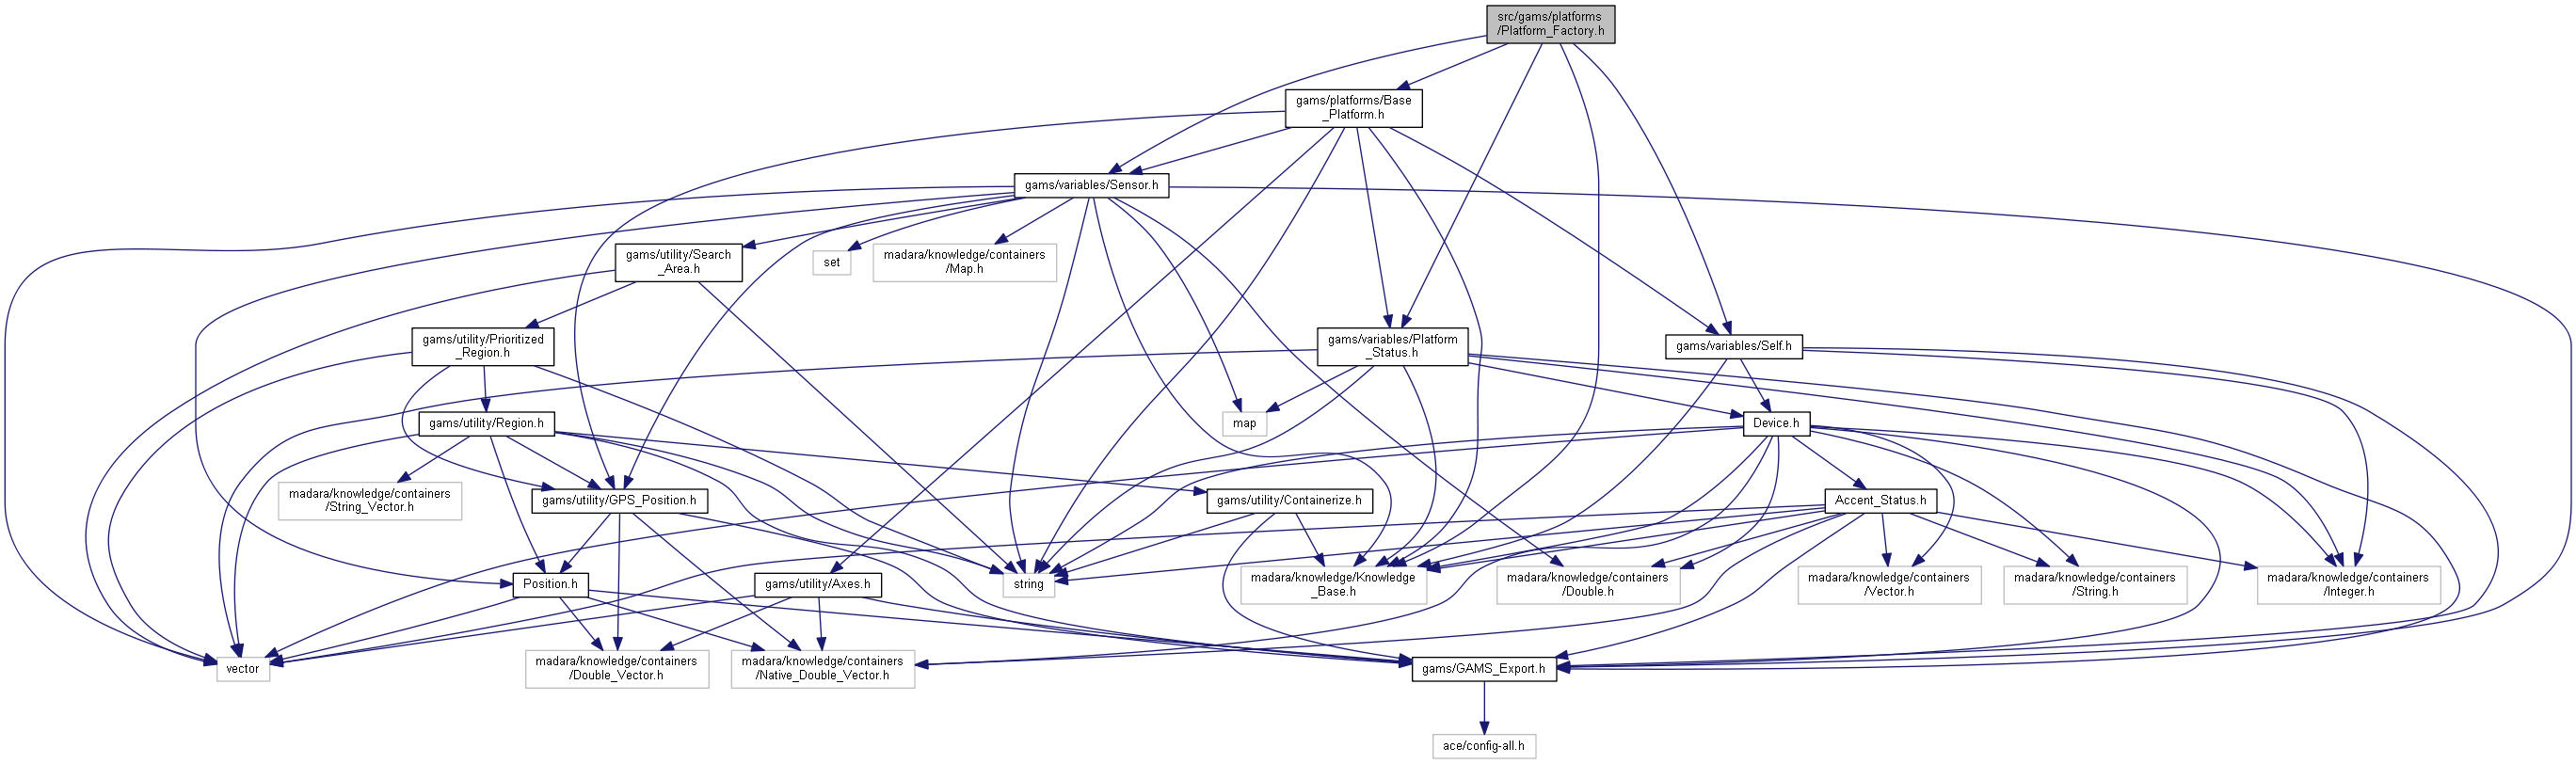 src/gams/platforms
/Platform_Factory.h
gams/platforms/Base
_Platform.h
gams/variables/Sensor.h
gams/utility/Search
_Area.h
set
madara/knowledge/containers
/Map.h
gams/utility/Prioritized
_Region.h
gams/variables/Platform
_Status.h
gams/variables/Self.h
gams/utility/Region.h
map
Device.h
madara/knowledge/containers
/String_Vector.h
gams/utility/GPS_Position.h
gams/utility/Containerize.h
Accent_Status.h
Position.h
gams/utility/Axes.h
string
madara/knowledge/Knowledge
_Base.h
madara/knowledge/containers
/Double.h
madara/knowledge/containers
/Vector.h
madara/knowledge/containers
/String.h
madara/knowledge/containers
/Integer.h
vector
madara/knowledge/containers
/Double_Vector.h
madara/knowledge/containers
/Native_Double_Vector.h
gams/GAMS_Export.h
ace/config-all.h